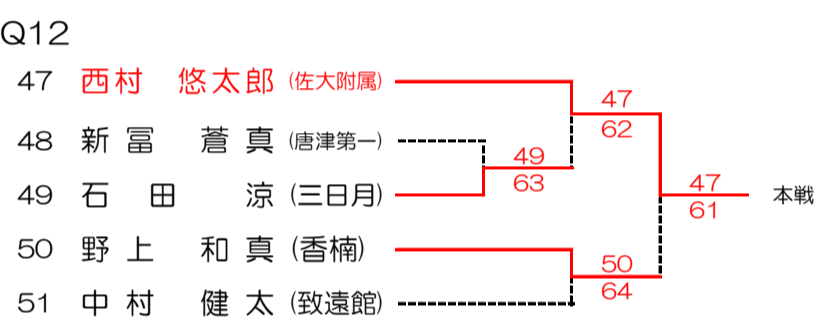 Q12
47 西村 悠太郎 (佐大附属)
47
62
48 新冨 蒼真 (唐津第一)
49
63
49 石田 涼 (三日月)
47
61
本戦
50 野上 和真 (香楠)
50
64
51 中村 健太 (致遠館)